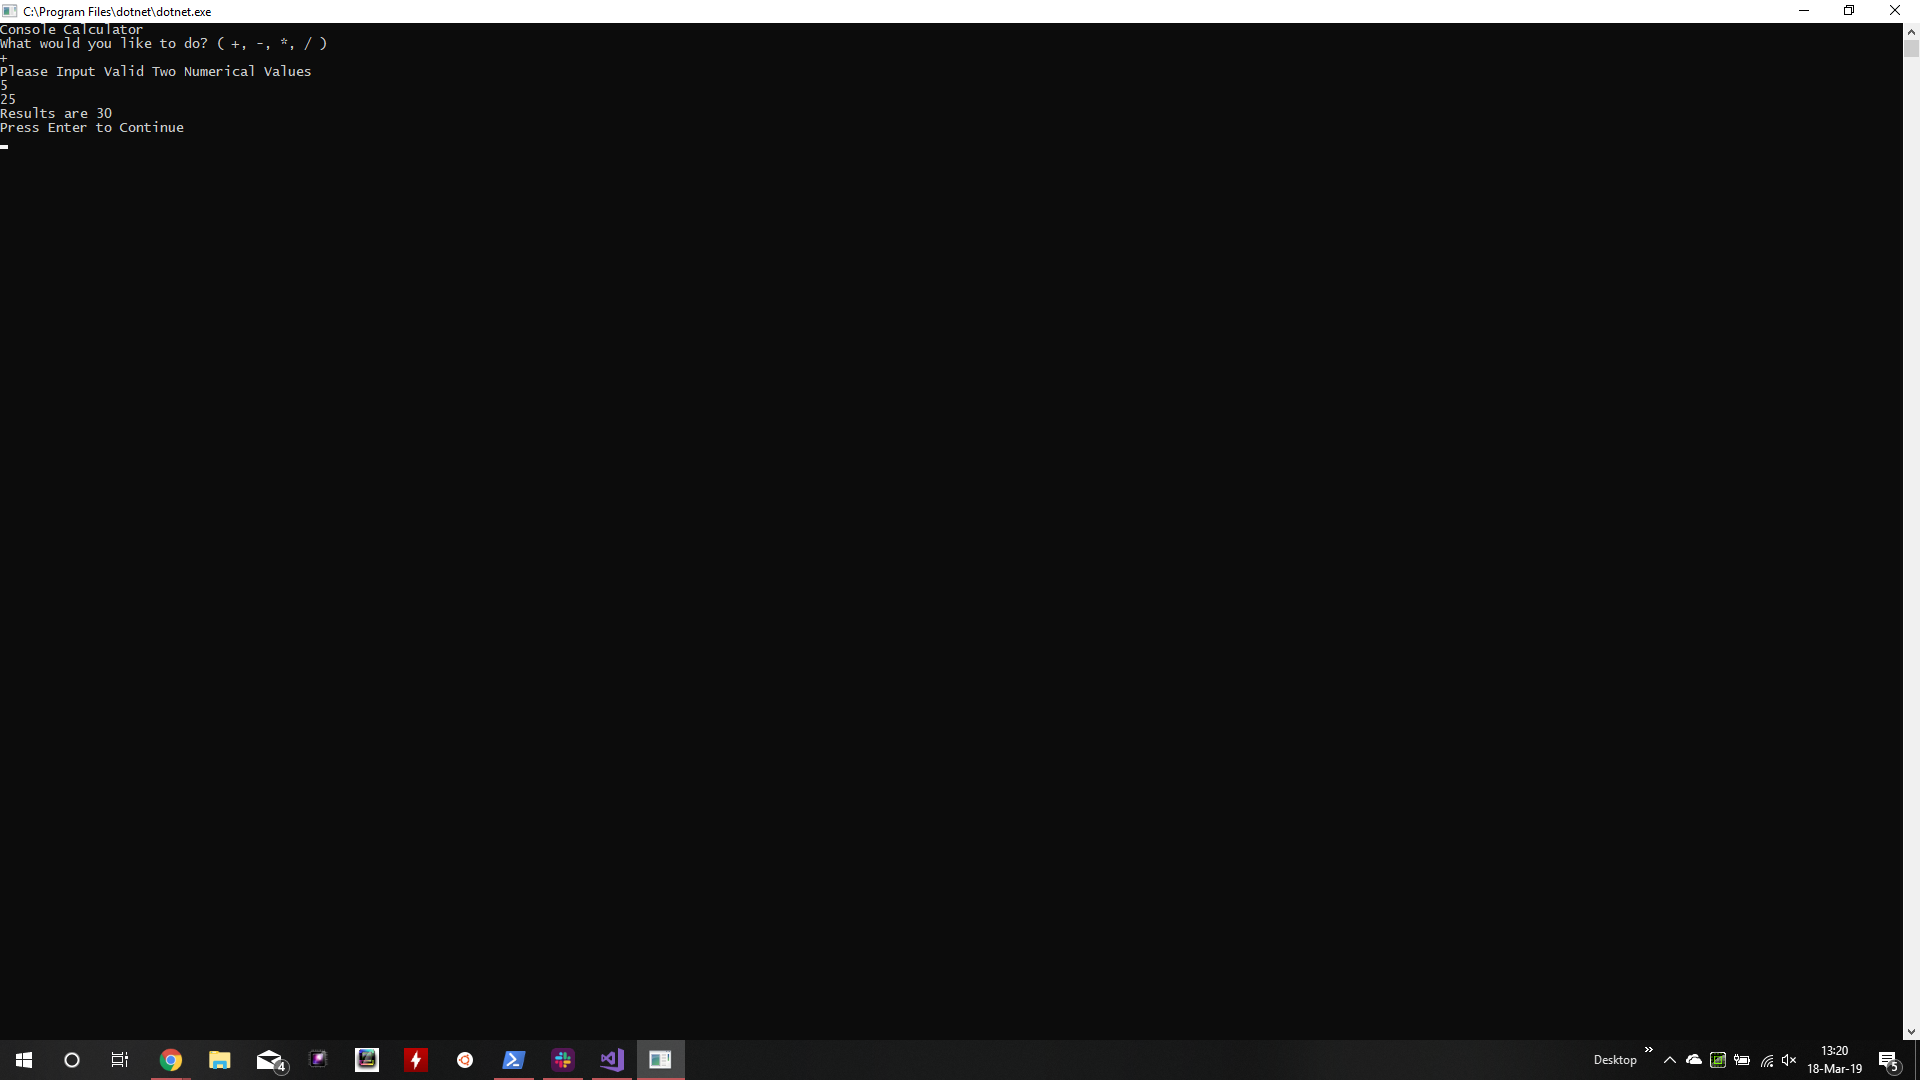 C:\Program Files\dotnet\dotnet.exe
Console Calculator
What would you like to do? ( +, -, *, / )
+
Please Input Valid Two Numerical Values
5
25
Results are 30
Press Enter to Continue
4
Desktop
13:20
18-Mar-19
5